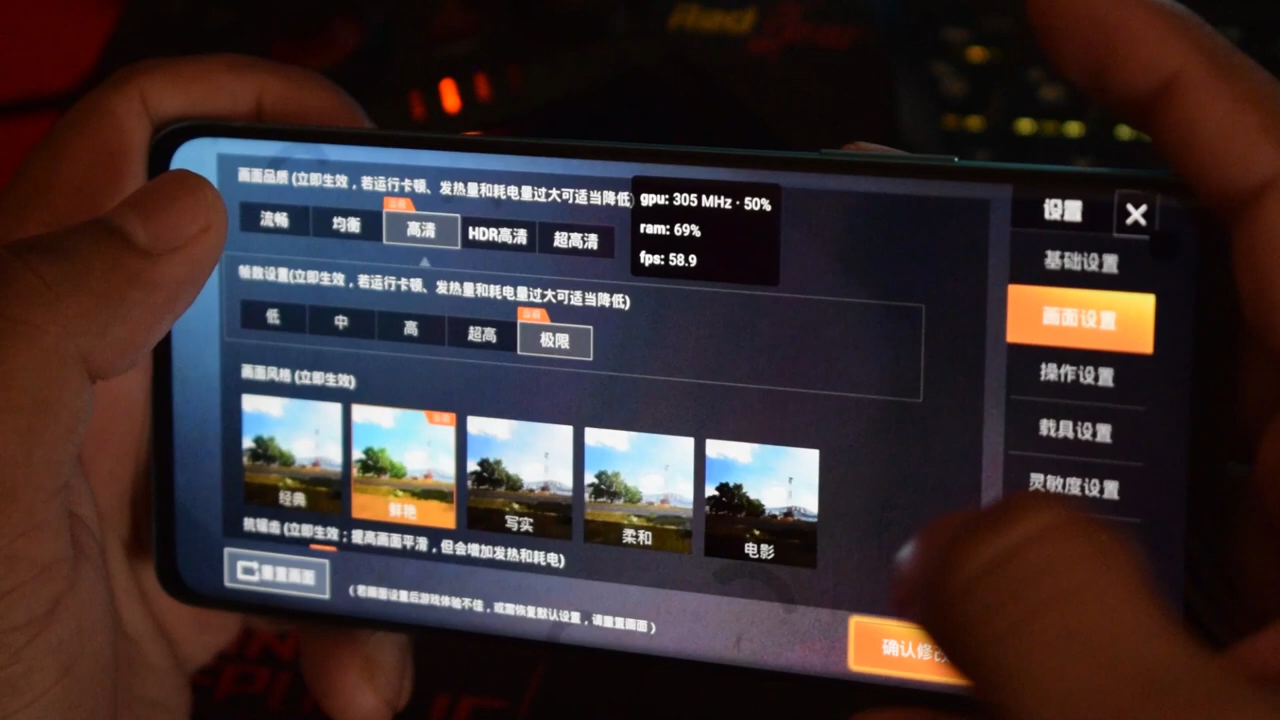 画面品质 (立即生效，若运行卡顿、发热量和耗电量过大可适当降低)
流畅
均衡
高清
HDR高清
超高清
gpu: 305 MHz · 50%
ram: 69%
fps: 58.9
帧数设置(立即生效，若运行卡顿、发热量和耗电量过大可适当降低)
低
中
高
超高
极限
画面风格 (立即生效)
经典
鲜艳
写实
柔和
电影
抗锯齿 (立即生效；提高画面平滑，但会增加发热和耗电)
重置画面
(若画面设置后游戏体验不佳，或需恢复默认设置，请重置画面)
确认修改
设置
基础设置
画面设置
操作设置
载具设置
灵敏度设置